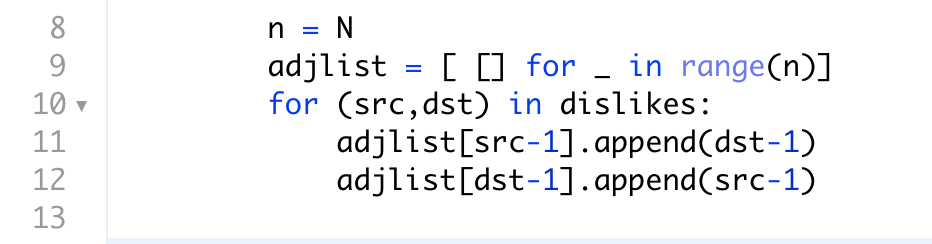 8 n = N
9 adjlist = [ [] for _ in range(n)]
10 for (src,dst) in dislikes:
11 adjlist[src-1].append(dst-1)
12 adjlist[dst-1].append(src-1)
13